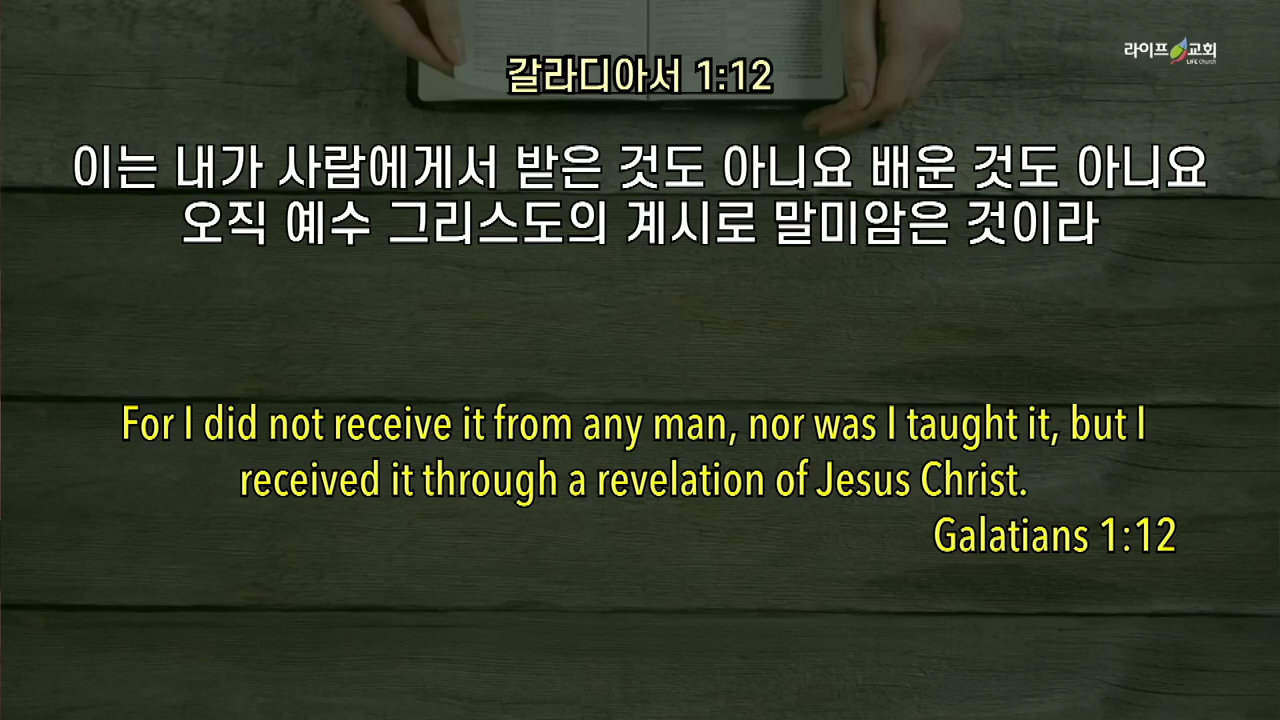 라이프 교회
LIFE Church
갈라디아서 1:12
이는 내가 사람에게서 받은 것도 아니요 배운 것도 아니요
오직 예수 그리스도의 계시로 말미암은 것이라
For I did not receive it from any man, nor was I taught it, but I
received it through a revelation of Jesus Christ.
Galatians 1:12